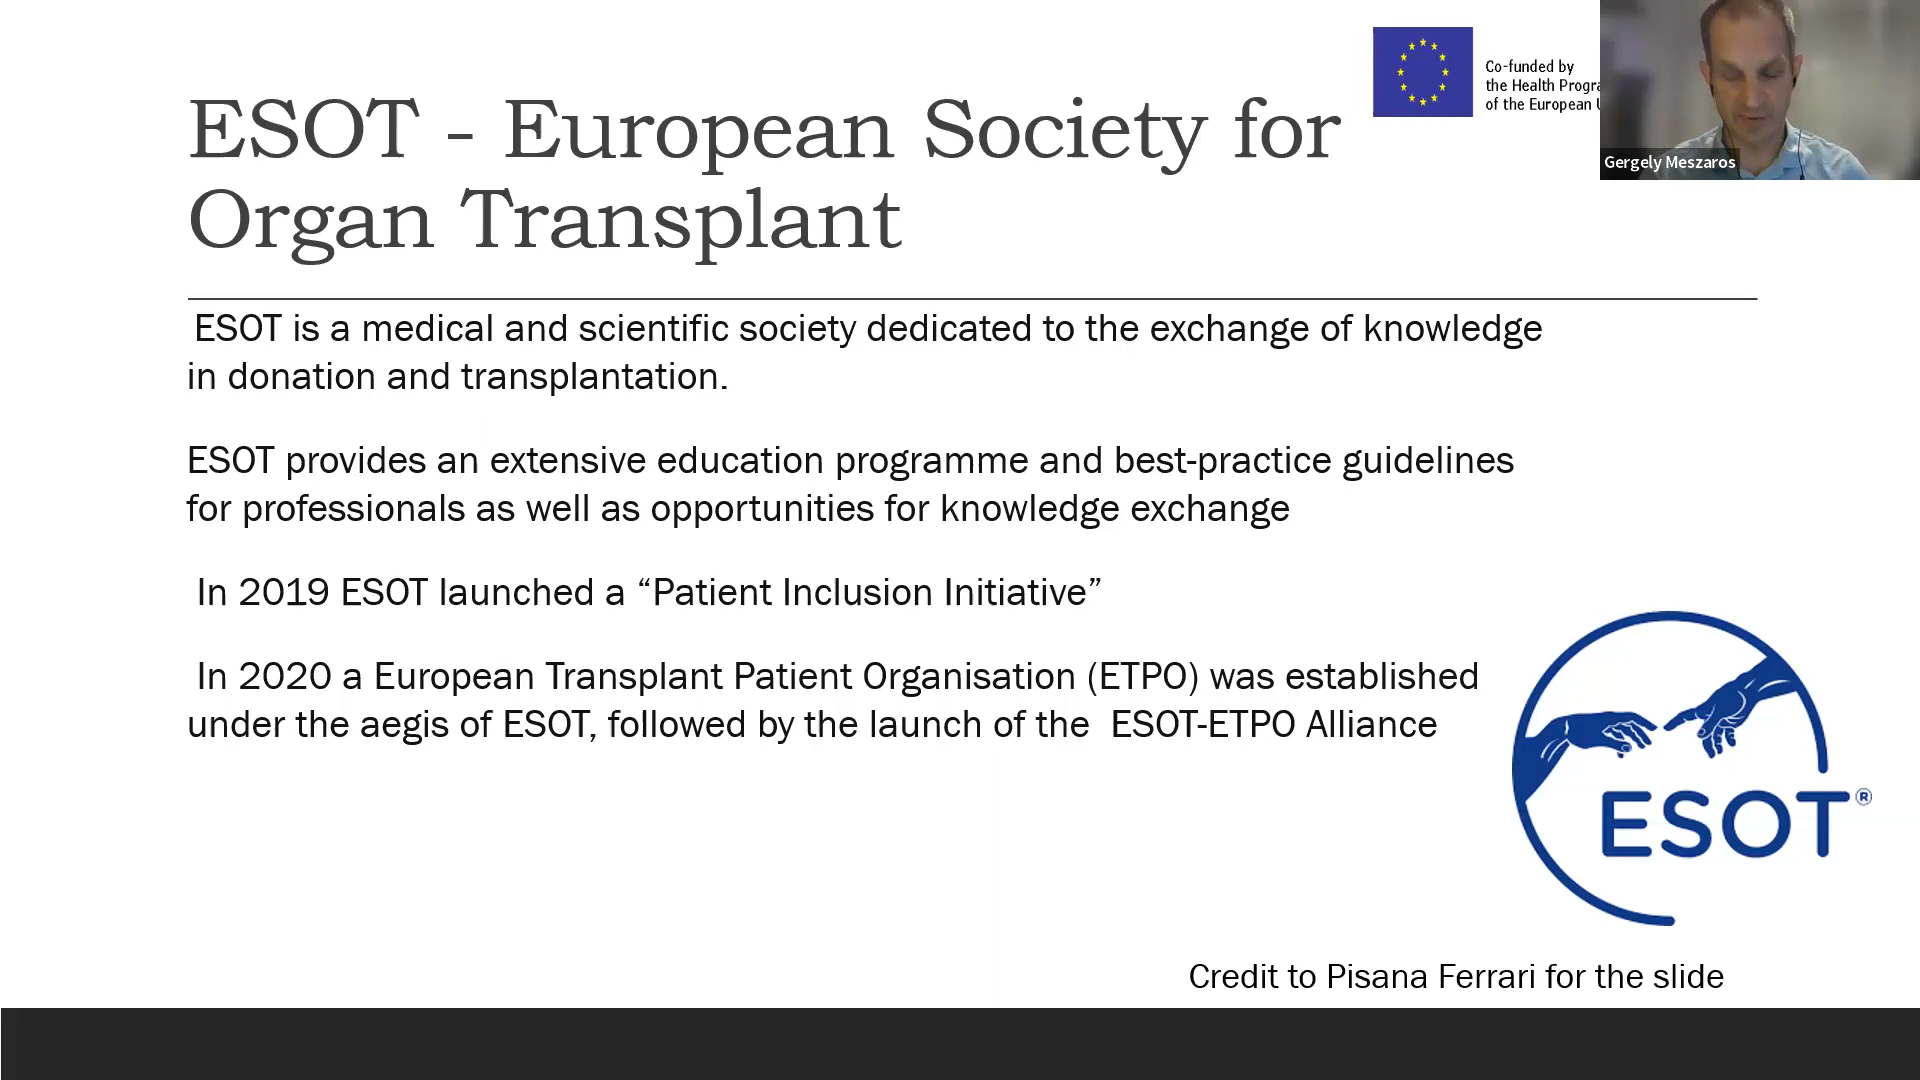 ESOT - European Society for
Organ Transplant
Co-funded by
the Health Progra
of the European
Gergely Meszaros
ESOT is a medical and scientific society dedicated to the exchange of knowledge
in donation and transplantation.
ESOT provides an extensive education programme and best-practice guidelines
for professionals as well as opportunities for knowledge exchange
In 2019 ESOT launched a “Patient Inclusion Initiative”
In 2020 a European Transplant Patient Organisation (ETPO) was established
under the aegis of ESOT, followed by the launch of the ESOT-ETPO Alliance
ESOT®
Credit to Pisana Ferrari for the slide